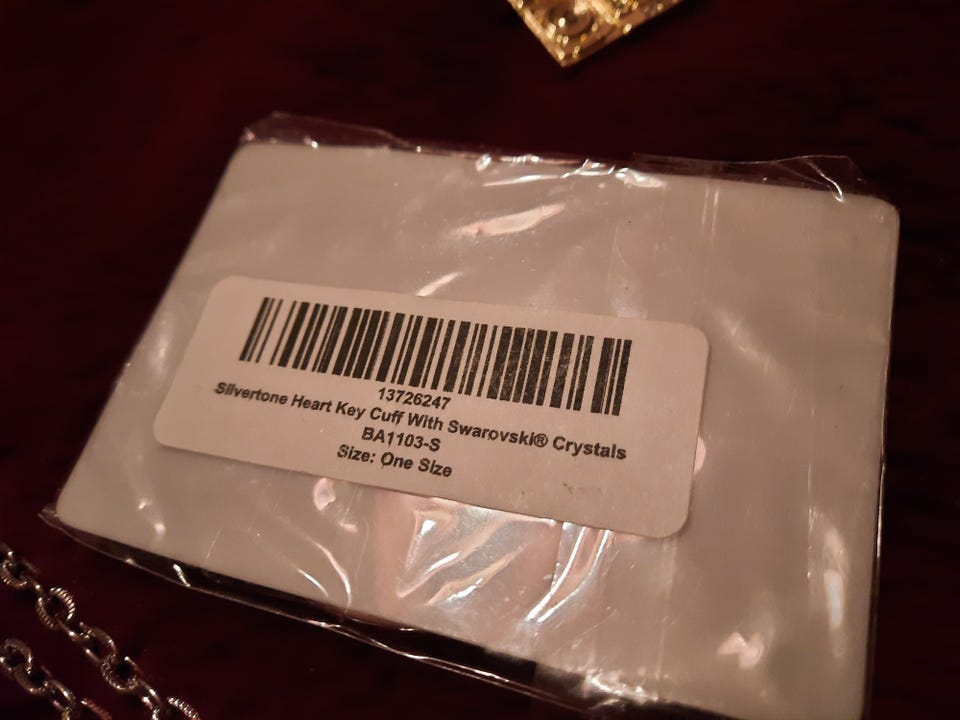 13726247
Silvertone Heart Key Cuff With Swarovski® Crystals
BA1103-S
Size: One Size